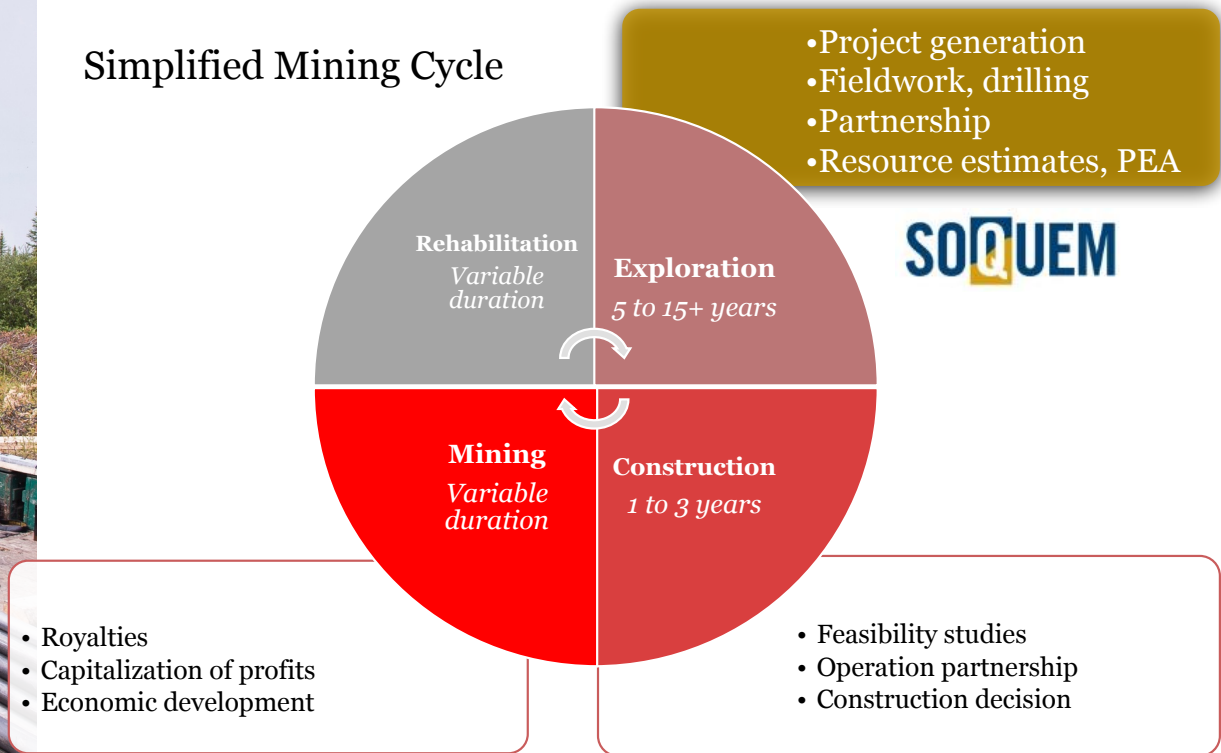 Simplified Mining Cycle
•Project generation
•Fieldwork, drilling
•Partnership
•Resource estimates, PEA
SOQUEM
Rehabilitation
Variable
duration
Exploration
5 to 15+ years
Mining
Variable
duration
Construction
1 to 3 years
• Royalties
• Capitalization of profits
• Economic development
• Feasibility studies
• Operation partnership
• Construction decision